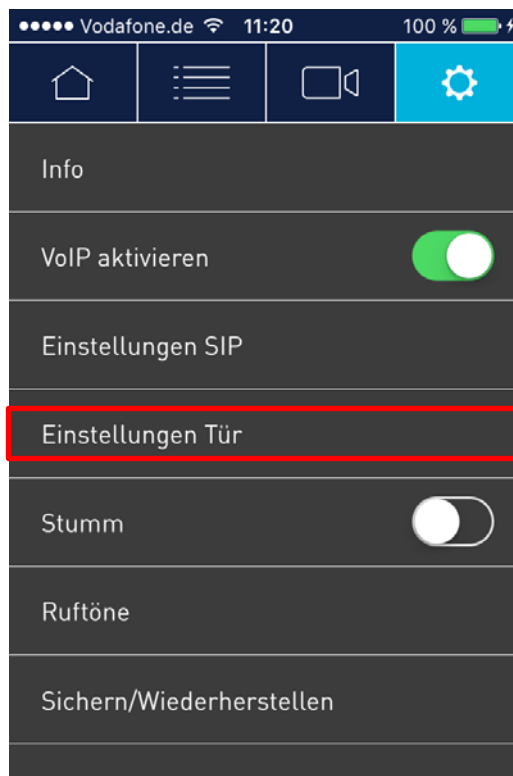 ●●●●● Vodafone.de 11:20 100 %
Info
VoIP aktivieren
Einstellungen SIP
Einstellungen Tür
Stumm
Ruftöne
Sichern/Wiederherstellen